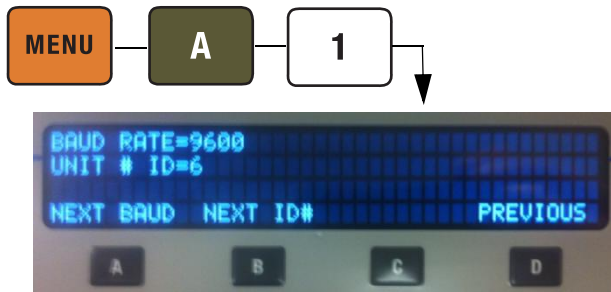 MENU A 1
BAUD RATE=9600
UNIT # ID=6
NEXT BAUD NEXT ID# PREVIOUS
A B C D